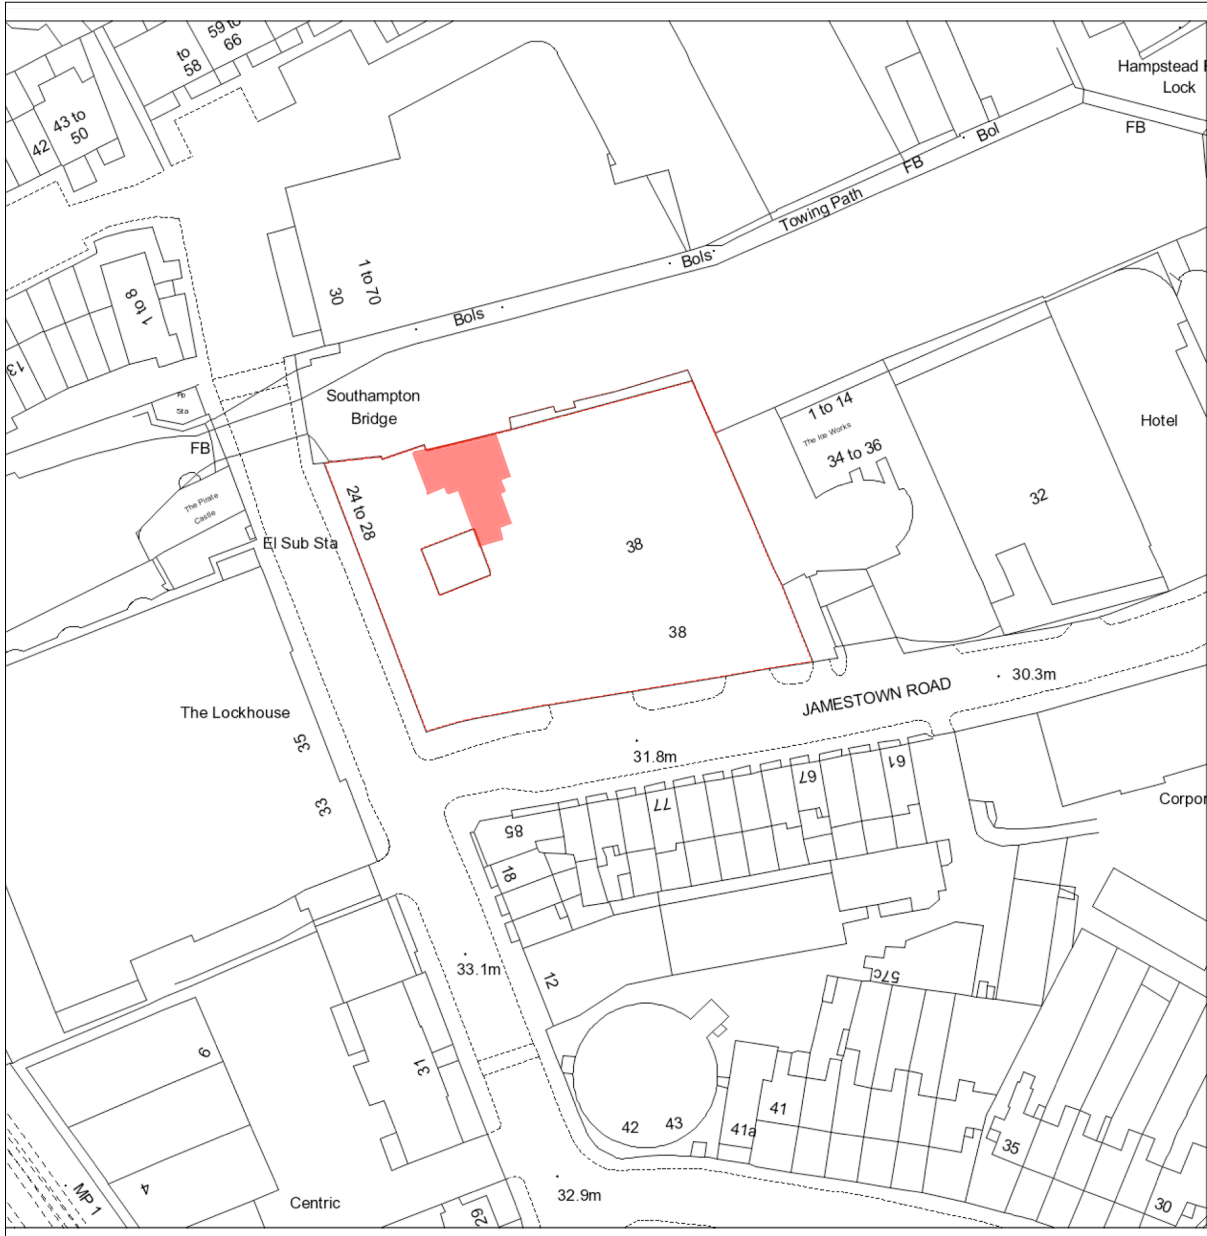 59 to
66
to
58
Hampstead
Lock
43 to
50
42
FB
Bol
FB
Towing Path
Bols
1 to 70
30
Bols
1 to 8
13
Southampton
Bridge
Pp
Sta
FB
1 to 14
The Ice Works
34 to 36
Hotel
32
The Pirate
Castle
24 to 28
El Sub Sta
38
38
JAMESTOWN ROAD
30.3m
The Lockhouse
35
33
31.8m
61
67
77
85
18
Corpor
33.1m
12
57c
9
31
42
43
41a
41
35
30
4
MP 1
Centric
29
32.9m